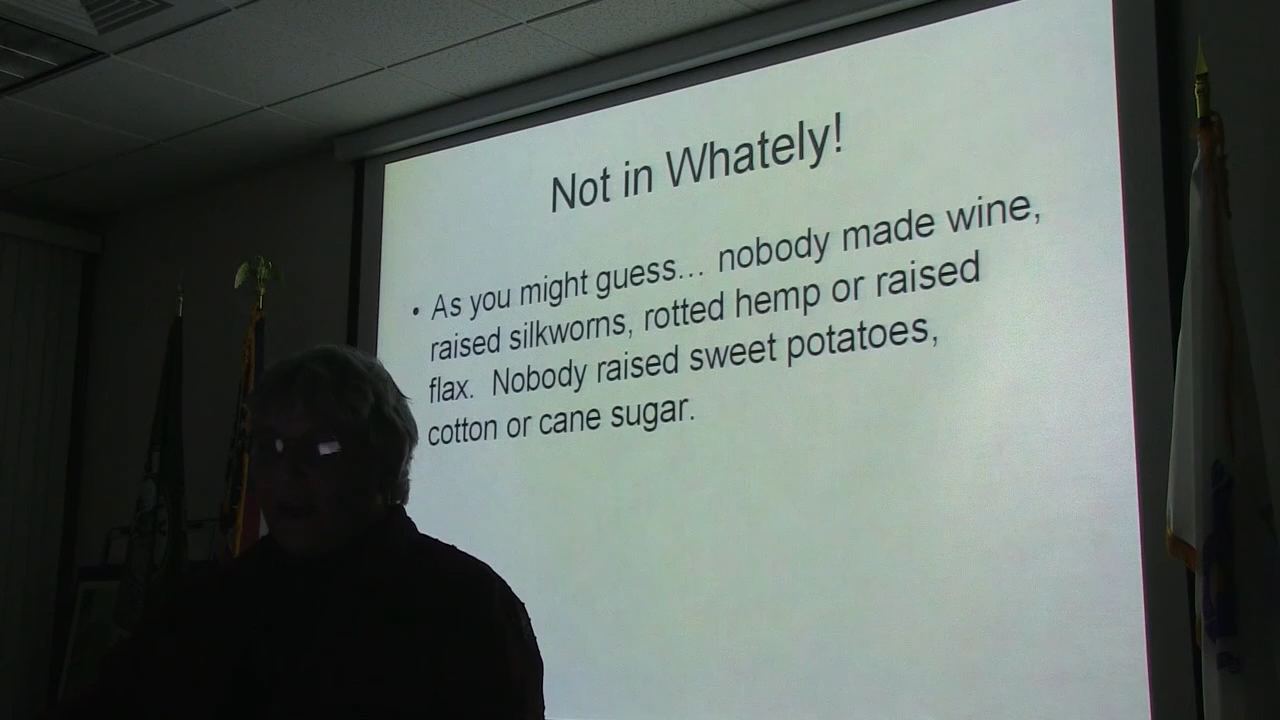 Not in Whately!
• As you might guess... nobody made wine,
raised silkworns, rotted hemp or raised
flax. Nobody raised sweet potatoes,
cotton or cane sugar.